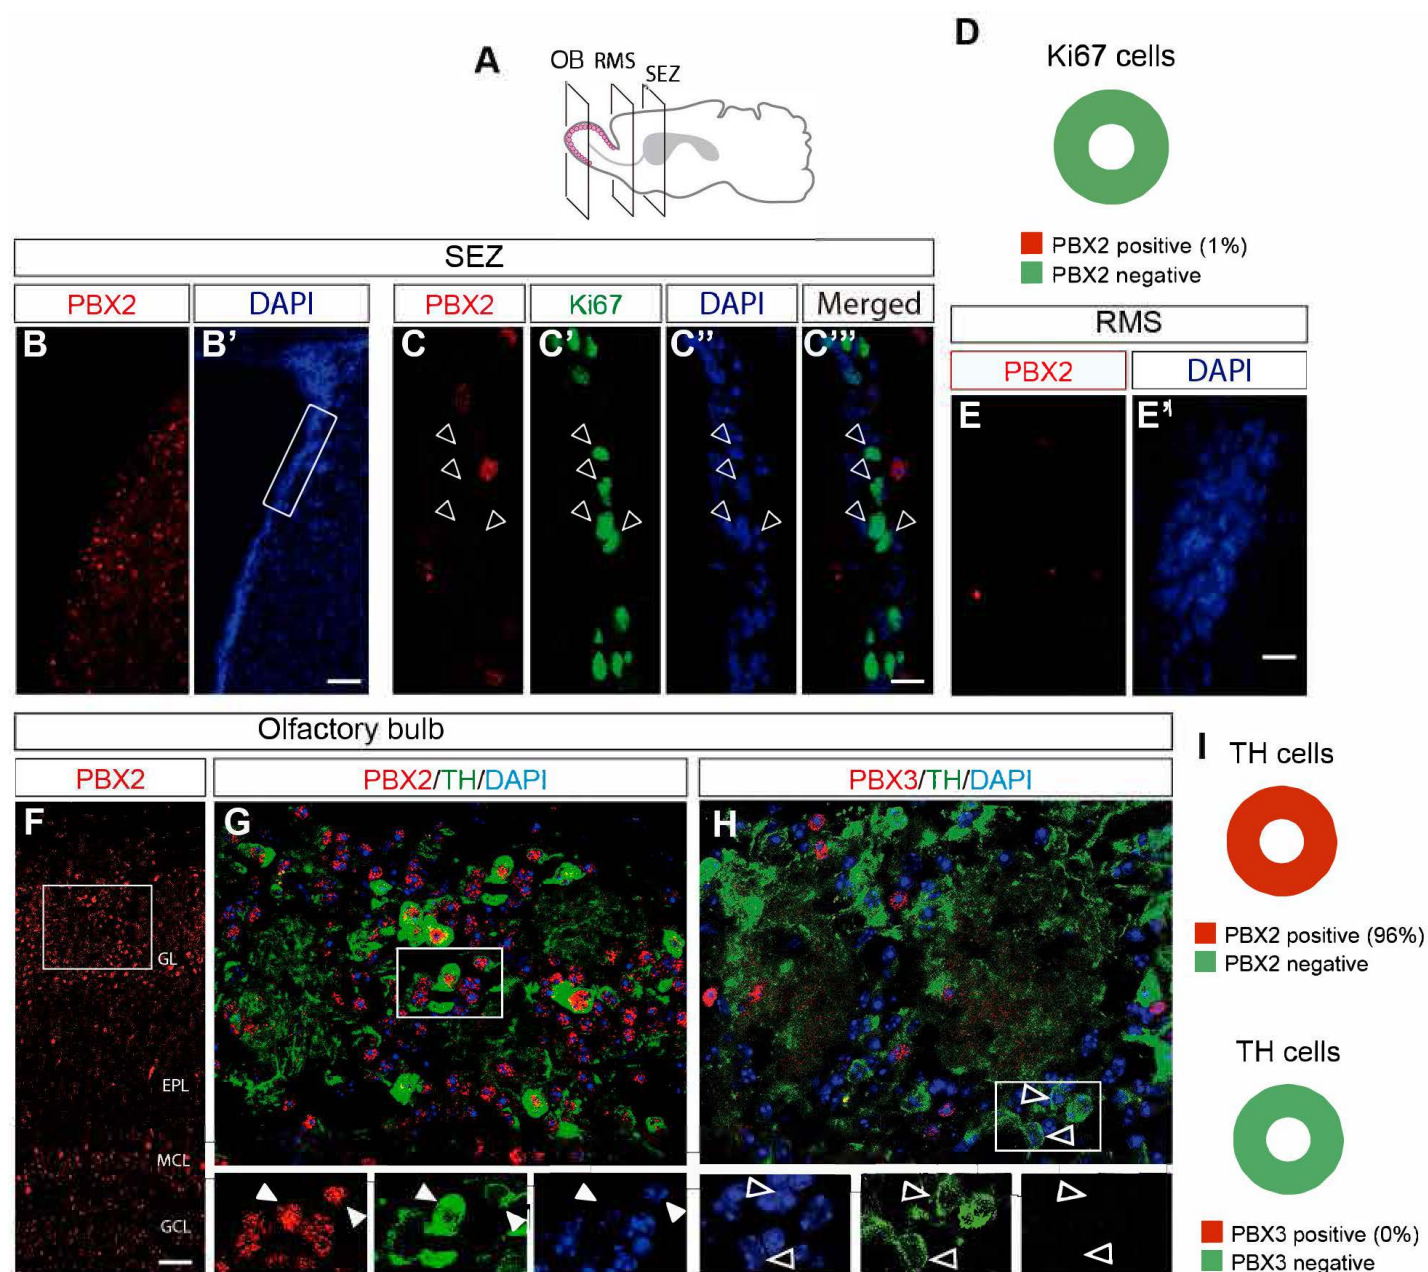 A
OB RMS SEZ
D
Ki67 cells
PBX2 positive (1%)
PBX2 negative
SEZ
PBX2 DAPI PBX2 Ki67 DAPI Merged
B B' C C' C'' C'''
RMS
PBX2 DAPI
E E'
Olfactory bulb
PBX2 PBX2/TH/DAPI PBX3/TH/DAPI
F G H
GL
EPL
MCL
GCL
I
TH cells
PBX2 positive (96%)
PBX2 negative
TH cells
PBX3 positive (0%)
PBX3 negative